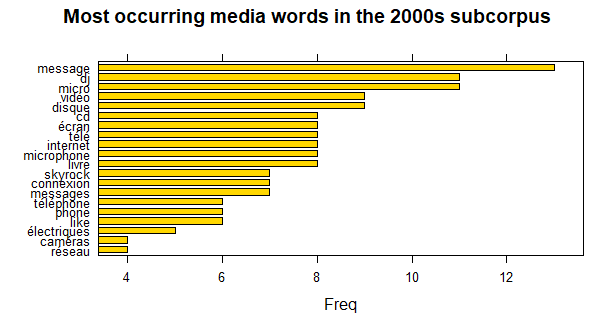 Most occurring media words in the 2000s subcorpus
message
dj
micro
vidéo
disque
cd
écran
télé
internet
microphone
livre
skyrock
connexion
messages
téléphone
phone
like
électriques
caméras
réseau
4 6 8 10 12
Freq